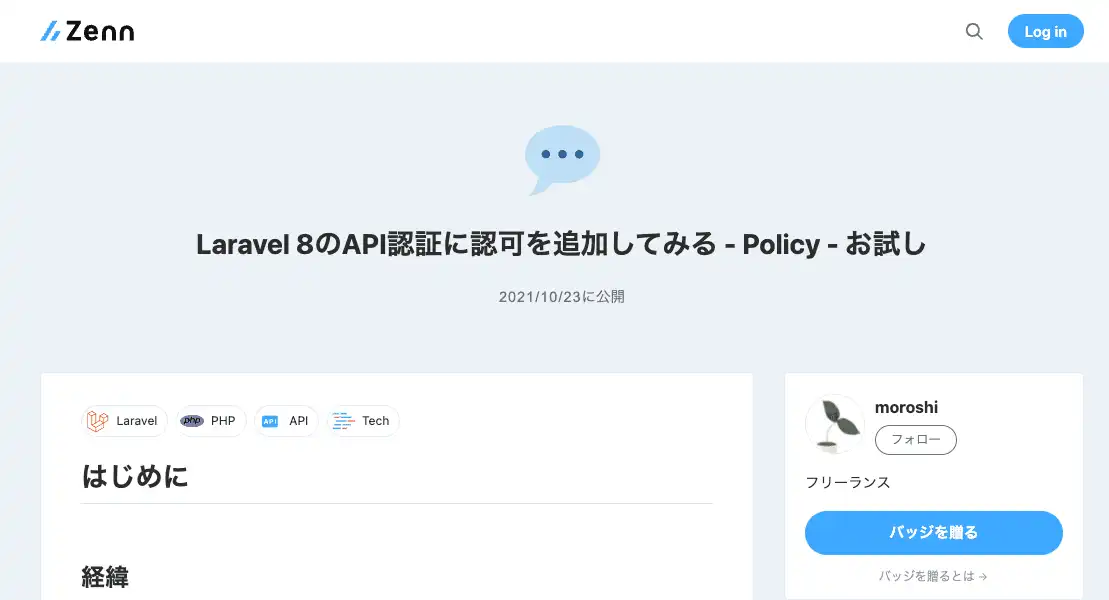 Zenn
Log in
Laravel 8のAPI認証に認可を追加してみる - Policy - お試し
2021/10/23に公開
Laravel
php PHP
API API
Tech
はじめに
経緯
moroshi
フォロー
フリーランス
バッジを贈る
バッジを贈るとは →